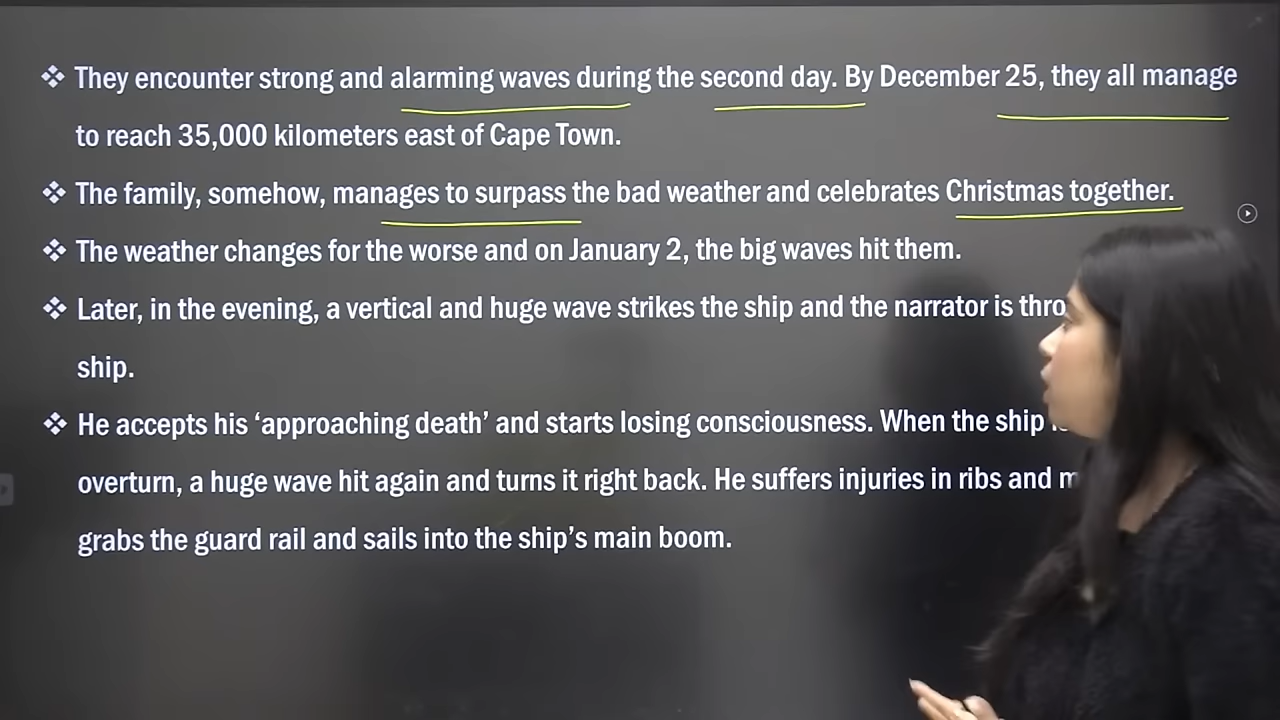 ❖ They encounter strong and alarming waves during the second day. By December 25, they all manage
to reach 35,000 kilometers east of Cape Town.
❖ The family, somehow, manages to surpass the bad weather and celebrates Christmas together.
❖ The weather changes for the worse and on January 2, the big waves hit them.
❖ Later, in the evening, a vertical and huge wave strikes the ship and the narrator is
ship.
❖ He accepts his ‘approaching death’ and starts losing consciousness. When the ship
overturn, a huge wave hit again and turns it right back. He suffers injuries in ribs and
grabs the guard rail and sails into the ship’s main boom.